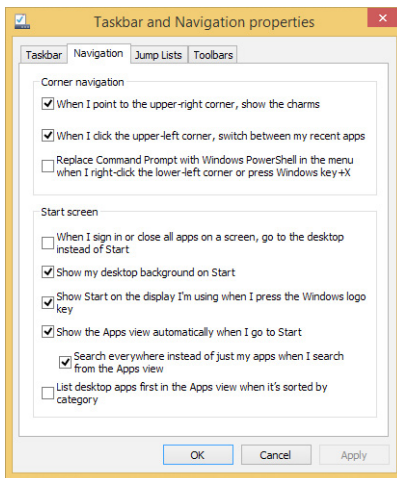 Taskbar and Navigation properties
Taskbar Navigation Jump Lists Toolbars
Corner navigation
When I point to the upper-right corner, show the charms
When I click the upper-left corner, switch between my recent apps
Replace Command Prompt with Windows PowerShell in the menu
when I right-click the lower-left corner or press Windows key+X
Start screen
When I sign in or close all apps on a screen, go to the desktop
instead of Start
Show my desktop background on Start
Show Start on the display I'm using when I press the Windows logo
key
Show the Apps view automatically when I go to Start
Search everywhere instead of just my apps when I search
from the Apps view
List desktop apps first in the Apps view when it's sorted by
category
OK Cancel Apply